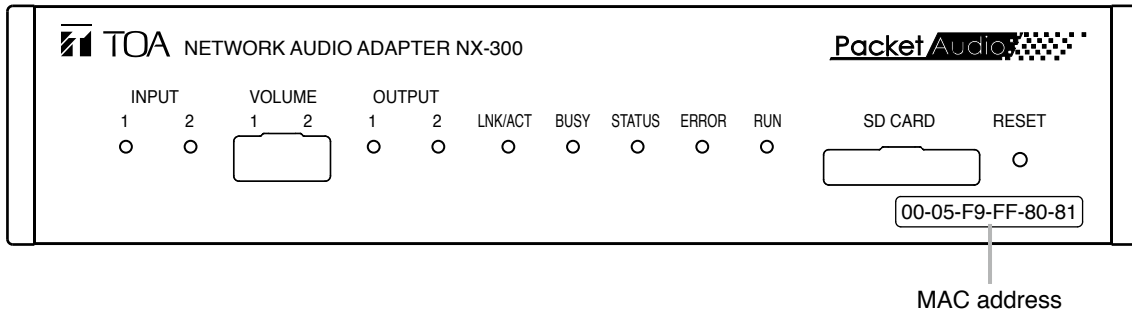 TOA NETWORK AUDIO ADAPTER NX-300
Packet Audio
INPUT VOLUME OUTPUT
1 2 1 2 1 2 LNK/ACT BUSY STATUS ERROR RUN SD CARD RESET
00-05-F9-FF-80-81
MAC address